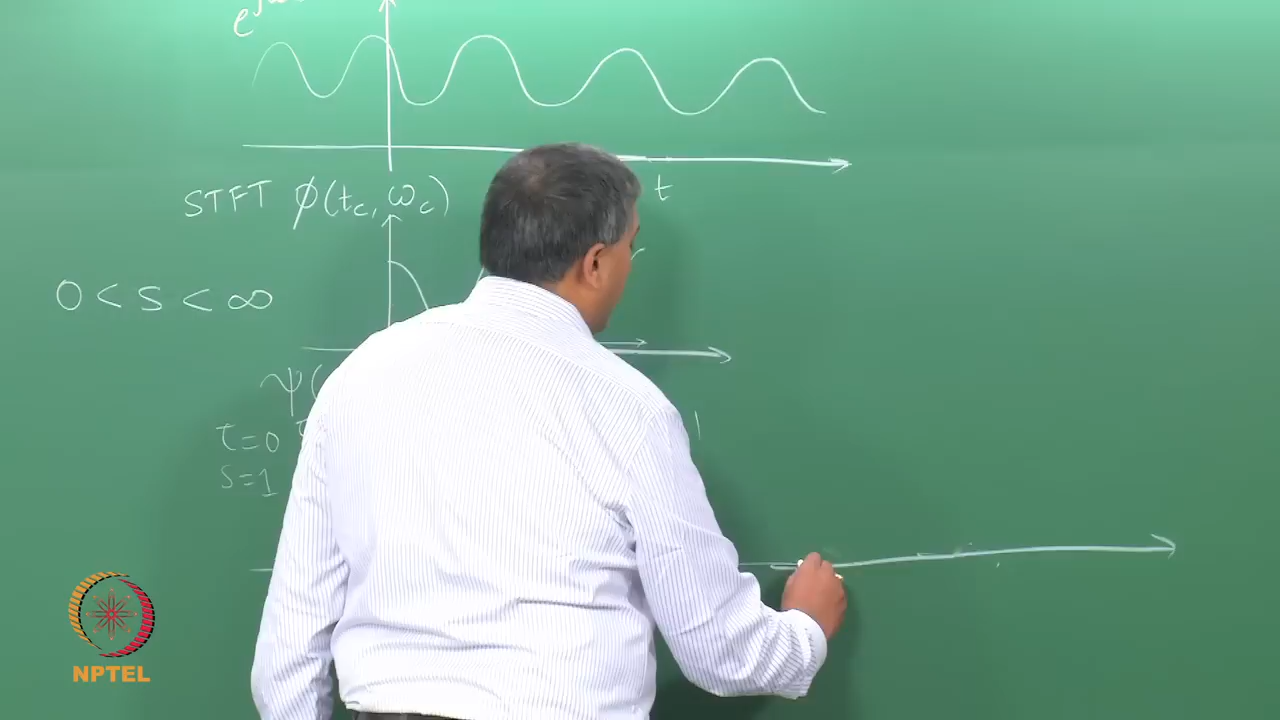 t
STFT φ(t_c, ω_c)
0 < s < ∞
ψ(
τ=0
s=1
NPTEL